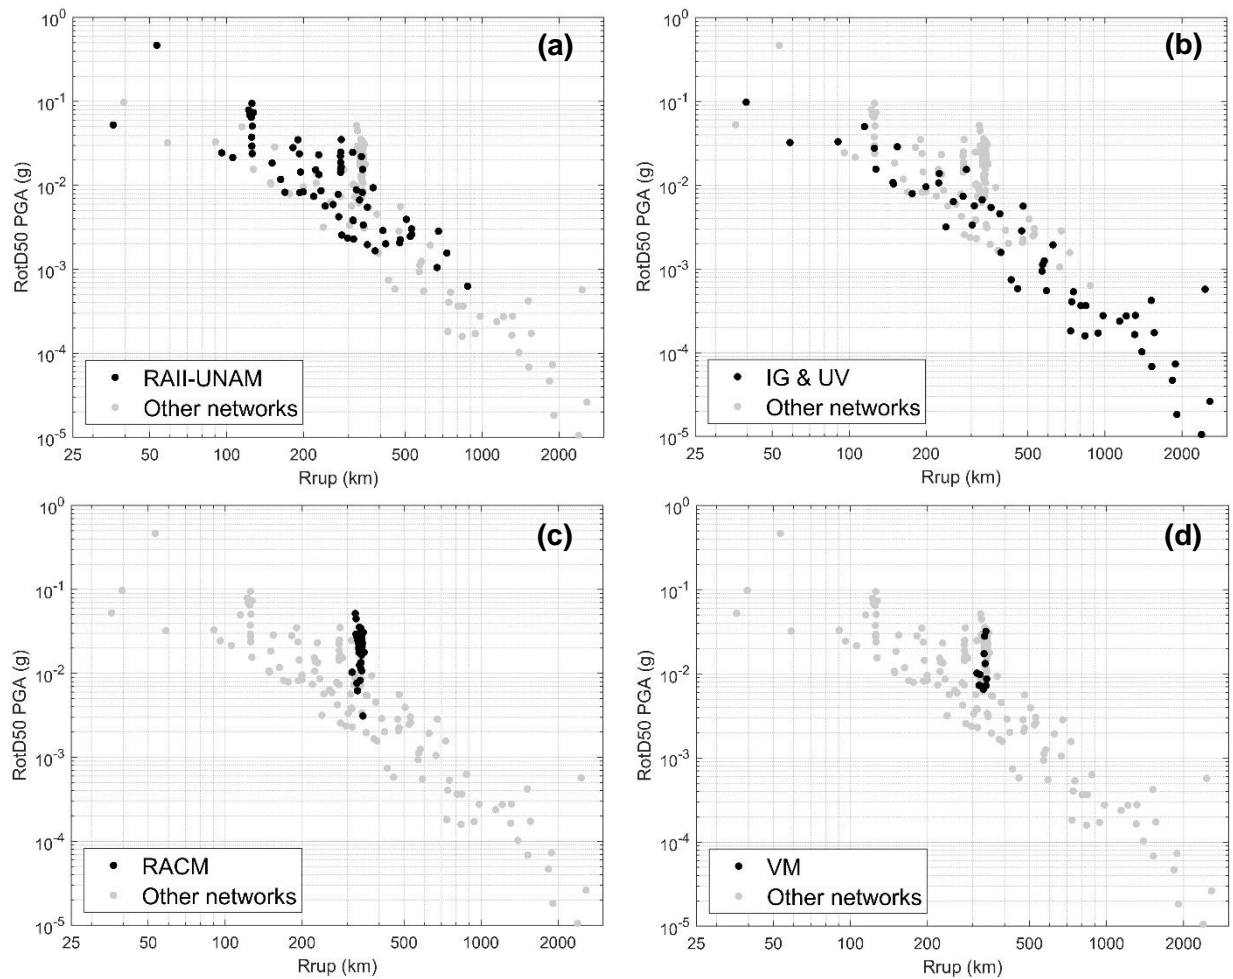 (a)
10^0
10^-1
10^-2
10^-3
10^-4
10^-5
RotD50 PGA (g)
RAII-UNAM
Other networks
25 50 100 200 500 1000 2000
Rrup (km)
(b)
10^0
10^-1
10^-2
10^-3
10^-4
10^-5
RotD50 PGA (g)
IG & UV
Other networks
25 50 100 200 500 1000 2000
Rrup (km)
(c)
10^0
10^-1
10^-2
10^-3
10^-4
10^-5
RotD50 PGA (g)
RACM
Other networks
25 50 100 200 500 1000 2000
Rrup (km)
(d)
10^0
10^-1
10^-2
10^-3
10^-4
10^-5
RotD50 PGA (g)
VM
Other networks
25 50 100 200 500 1000 2000
Rrup (km)